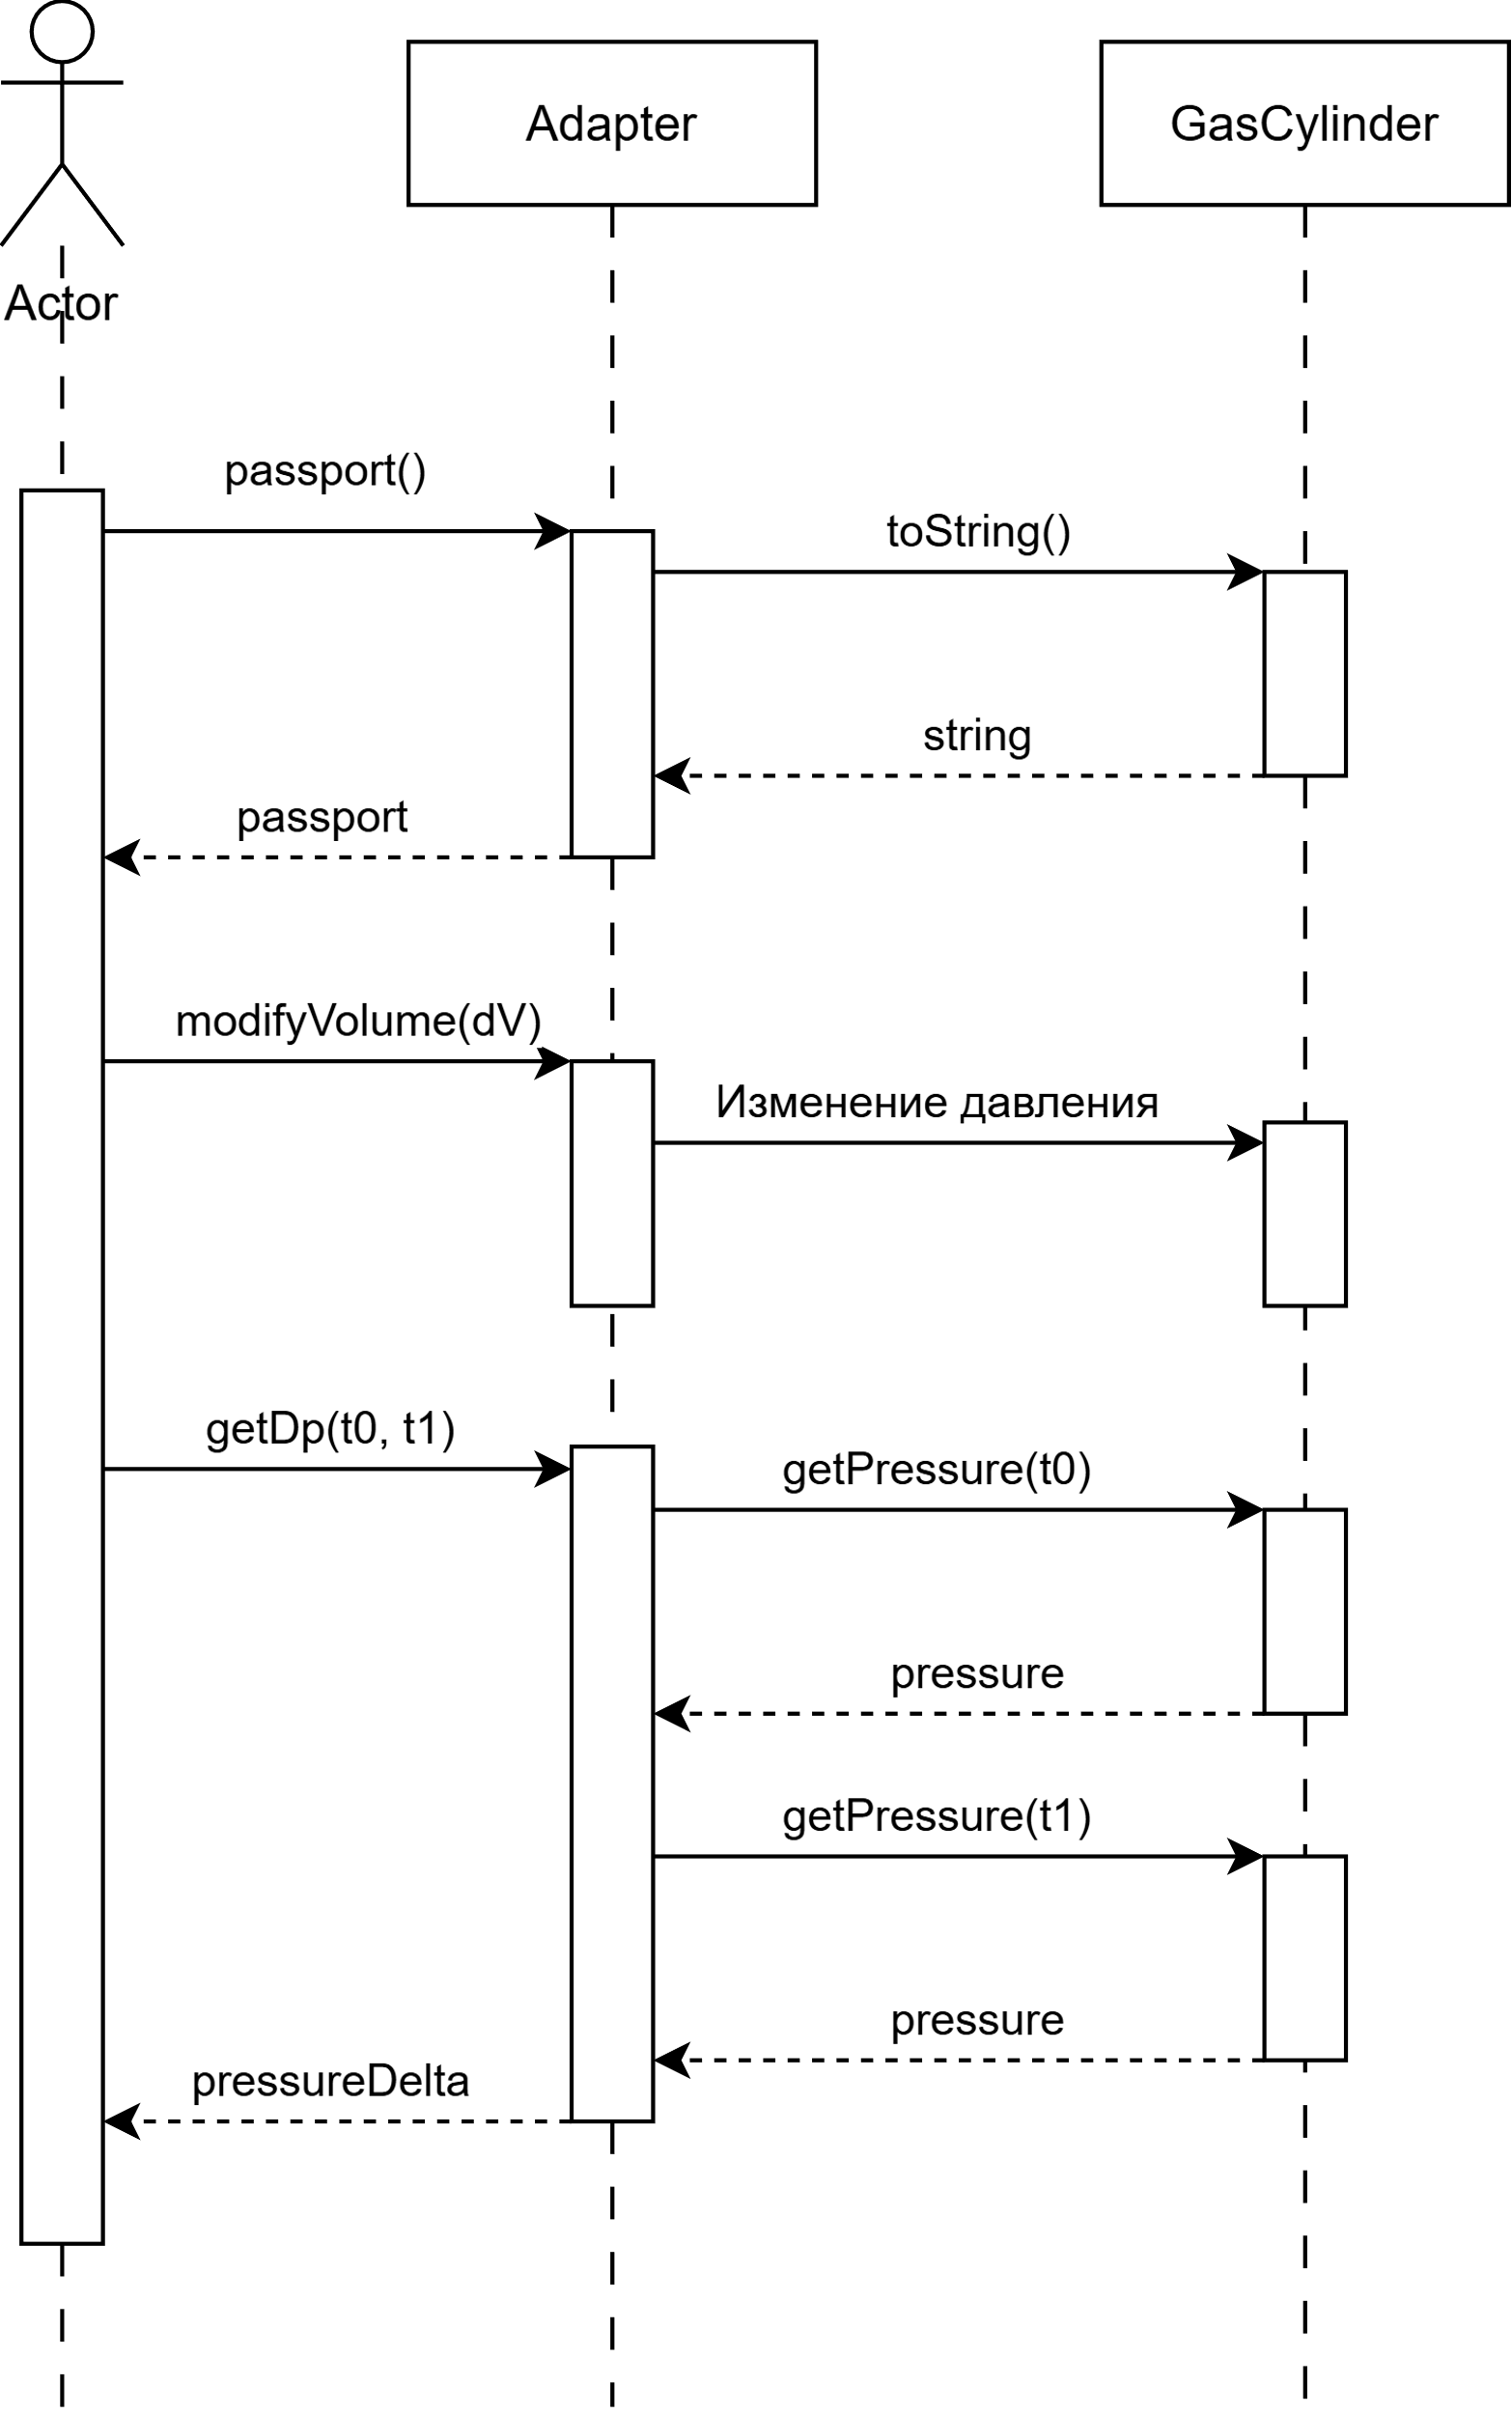 Adapter
GasCylinder
Actor
passport()
toString()
string
passport
modifyVolume(dV)
Изменение давления
getDp(t0, t1)
getPressure(t0)
pressure
getPressure(t1)
pressure
pressureDelta